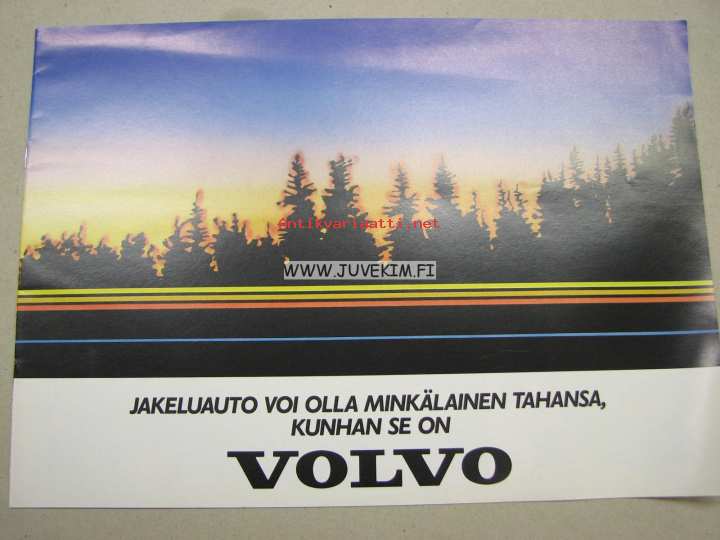 Antikvariaatti.net
WWW.JUVEKIM.FI
JAKELUAUTO VOI OLLA MINKÄLAINEN TAHANSA,
KUNHAN SE ON
VOLVO